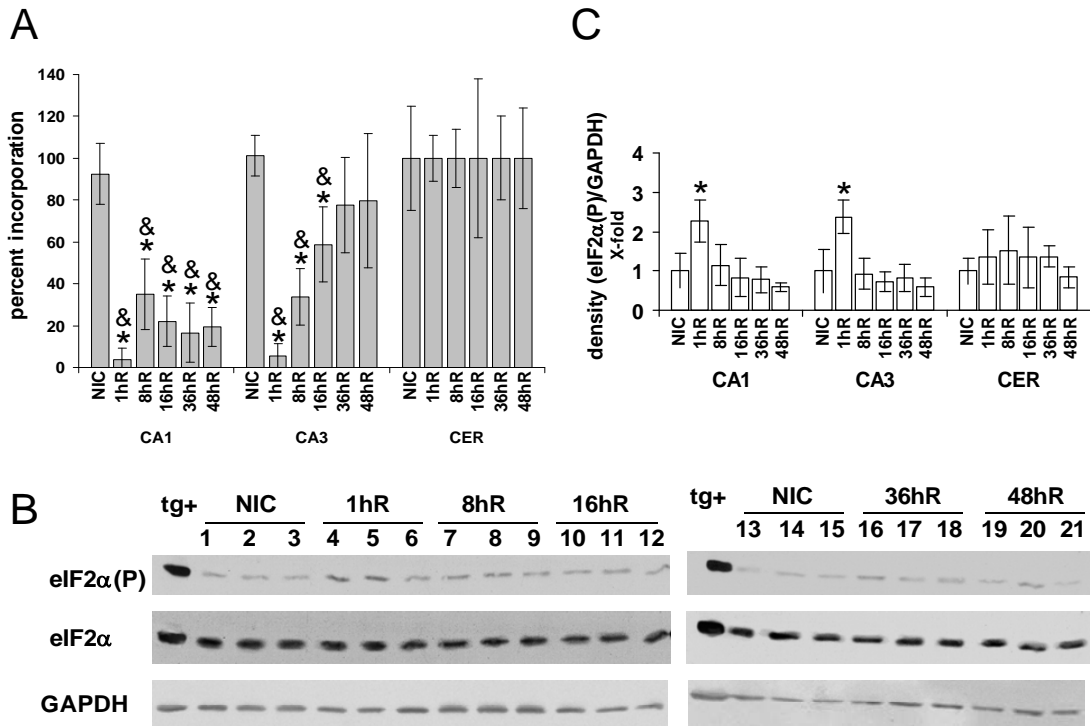 A
percent incorporation
140
120
100
80
60
40
20
0
& * & * & * & * & * & * & * & *
NIC 1hR 8hR 16hR 36hR 48hR NIC 1hR 8hR 16hR 36hR 48hR NIC 1hR 8hR 16hR 36hR 48hR
CA1 CA3 CER
C
density (eIF2α(P)/GAPDH)
X-fold
4
3
2
1
0
* *
NIC 1hR 8hR 16hR 36hR 48hR NIC 1hR 8hR 16hR 36hR 48hR NIC 1hR 8hR 16hR 36hR 48hR
CA1 CA3 CER
B
tg+ NIC 1hR 8hR 16hR
1 2 3 4 5 6 7 8 9 10 11 12
tg+ NIC 36hR 48hR
13 14 15 16 17 18 19 20 21
eIF2α(P)
eIF2α
GAPDH